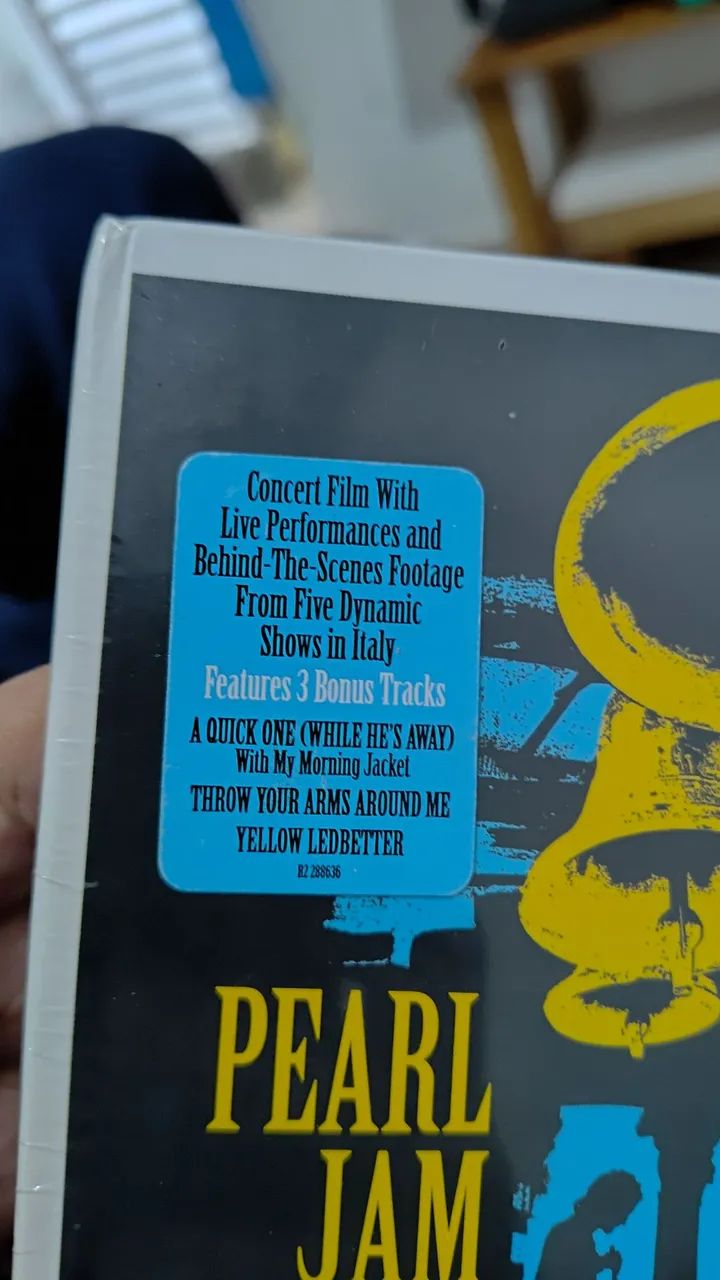 Concert Film With
Live Performances and
Behind-The-Scenes Footage
From Five Dynamic
Shows in Italy
Features 3 Bonus Tracks
A QUICK ONE (WHILE HE'S AWAY)
With My Morning Jacket
THROW YOUR ARMS AROUND ME
YELLOW LEDBETTER
R2 288636
PEARL
JAM